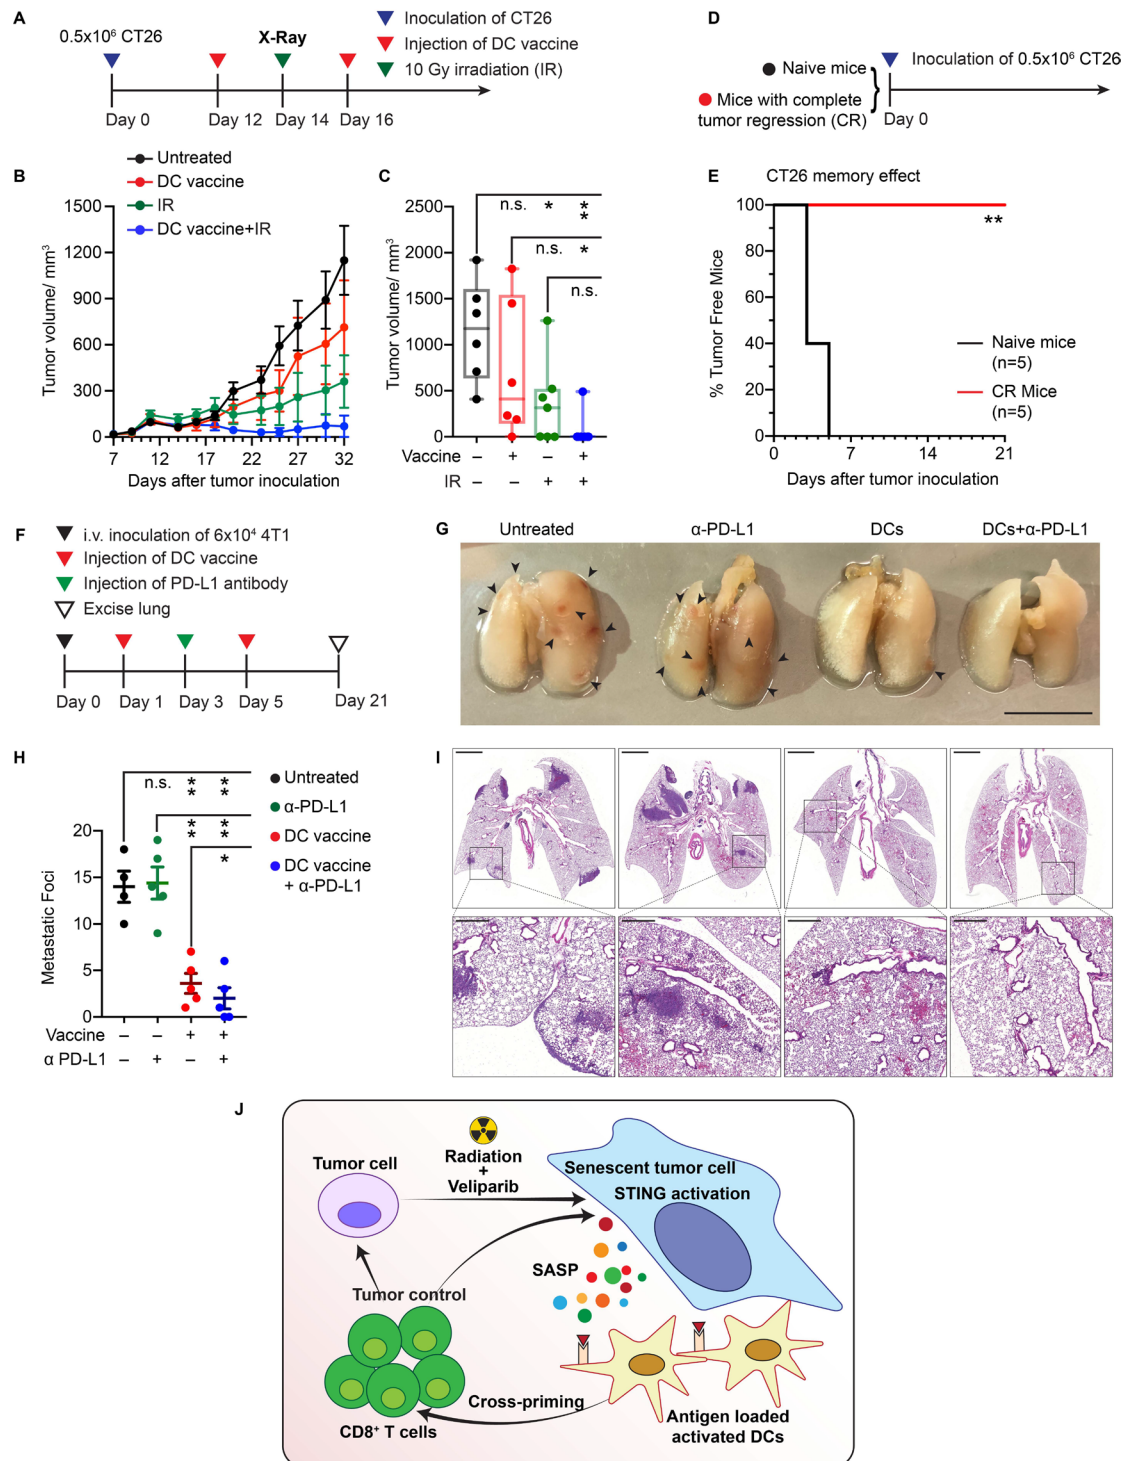 A
0.5x10⁶ CT26
X-Ray
Inoculation of CT26
Injection of DC vaccine
10 Gy irradiation (IR)
Day 0
Day 12
Day 14
Day 16
D
Naive mice
Mice with complete
tumor regression (CR)
Inoculation of 0.5x10⁶ CT26
Day 0
B
Untreated
DC vaccine
IR
DC vaccine+IR
Tumor volume/ mm³
1500
1200
900
600
300
0
7 12 17 22 27 32
Days after tumor inoculation
C
Tumor volume/ mm³
2500
2000
1500
1000
500
0
n.s. * **
n.s. *
n.s.
Vaccine – + – +
IR – – + +
E
CT26 memory effect
% Tumor Free Mice
100
80
60
40
20
0
**
Naive mice
(n=5)
CR Mice
(n=5)
0 7 14 21
Days after tumor inoculation
F
i.v. inoculation of 6x10⁴ 4T1
Injection of DC vaccine
Injection of PD-L1 antibody
Excise lung
Day 0
Day 1
Day 3
Day 5
Day 21
G
Untreated
α-PD-L1
DCs
DCs+α-PD-L1
H
n.s. ** **
** **
*
Untreated
α-PD-L1
DC vaccine
DC vaccine
+ α-PD-L1
Metastatic Foci
20
15
10
5
0
Vaccine – – + +
α PD-L1 – + – +
I
J
Radiation
+
Veliparib
Tumor cell
Senescent tumor cell
STING activation
SASP
Tumor control
Cross-priming
CD8⁺ T cells
Antigen loaded
activated DCs